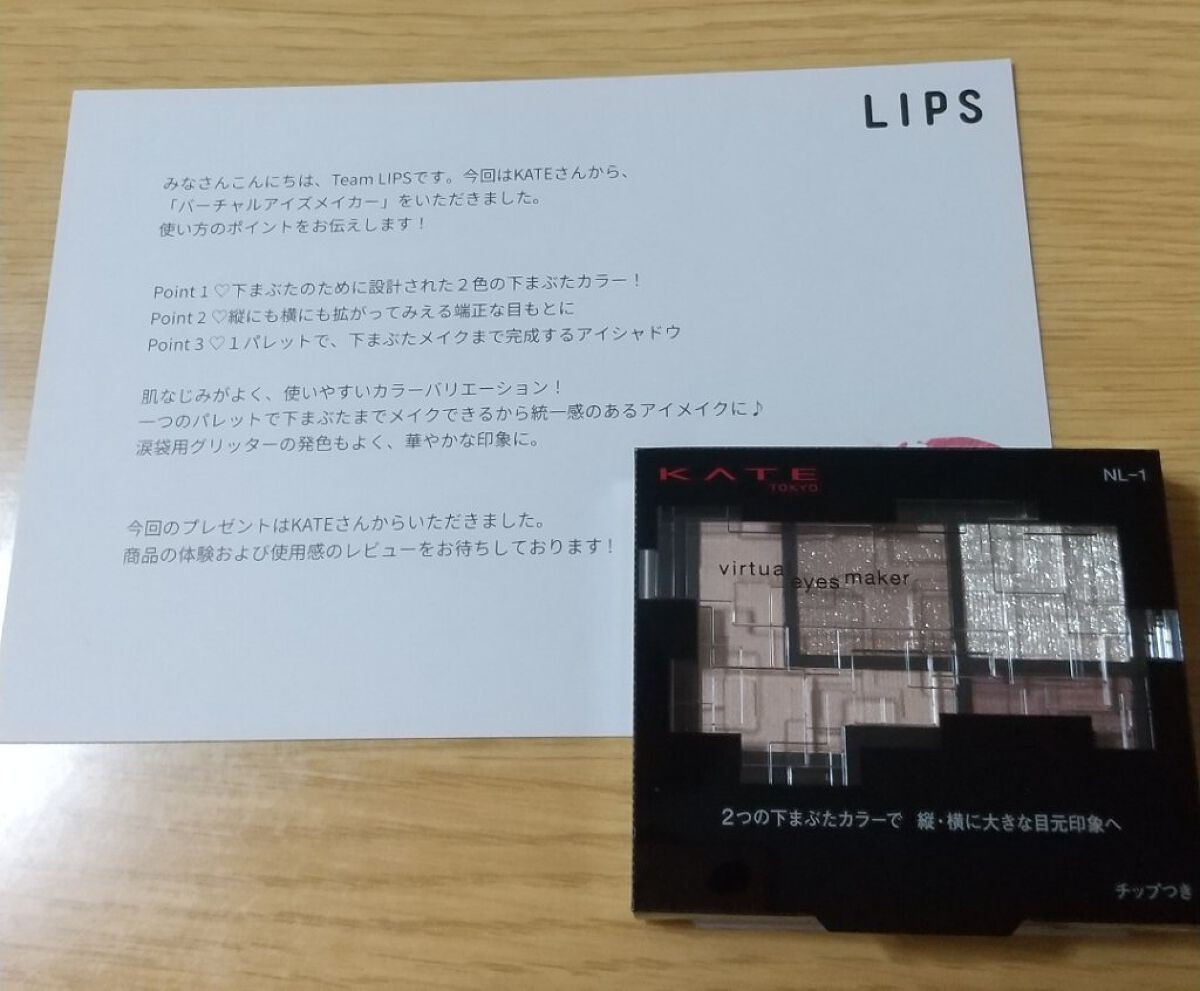 LIPS
みなさんこんにちは、Team LIPSです。今回はKATEさんから、
「バーチャルアイズメイカー」をいただきました。
使い方のポイントをお伝えします！
Point 1 ♡下まぶたのために設計された２色の下まぶたカラー！
Point 2 ♡縦にも横にも拡がってみえる端正な目もとに
Point 3 ♡１パレットで、下まぶたメイクまで完成するアイシャドウ
肌なじみがよく、使いやすいカラーバリエーション！
一つのパレットで下まぶたまでメイクできるから統一感のあるアイメイクに♪
涙袋用グリッターの発色もよく、華やかな印象に。
今回のプレゼントはKATEさんからいただきました。
商品の体験および使用感のレビューをお待ちしております！
KATE
TOKYO
NL-1
virtual eyes maker
2つの下まぶたカラーで 縦・横に大きな目元印象へ
チップつき